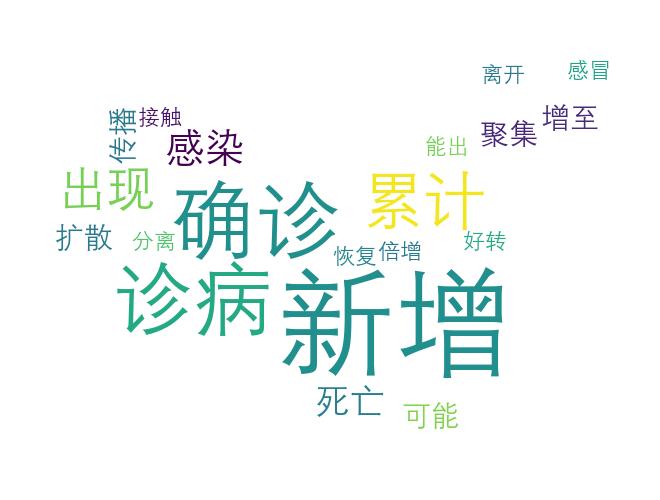 离开
感冒
传播
接触
感染
聚集
增至
能出
出现
确诊
累计
扩散
分离
恢复
倍增
好转
诊病
新增
死亡
可能